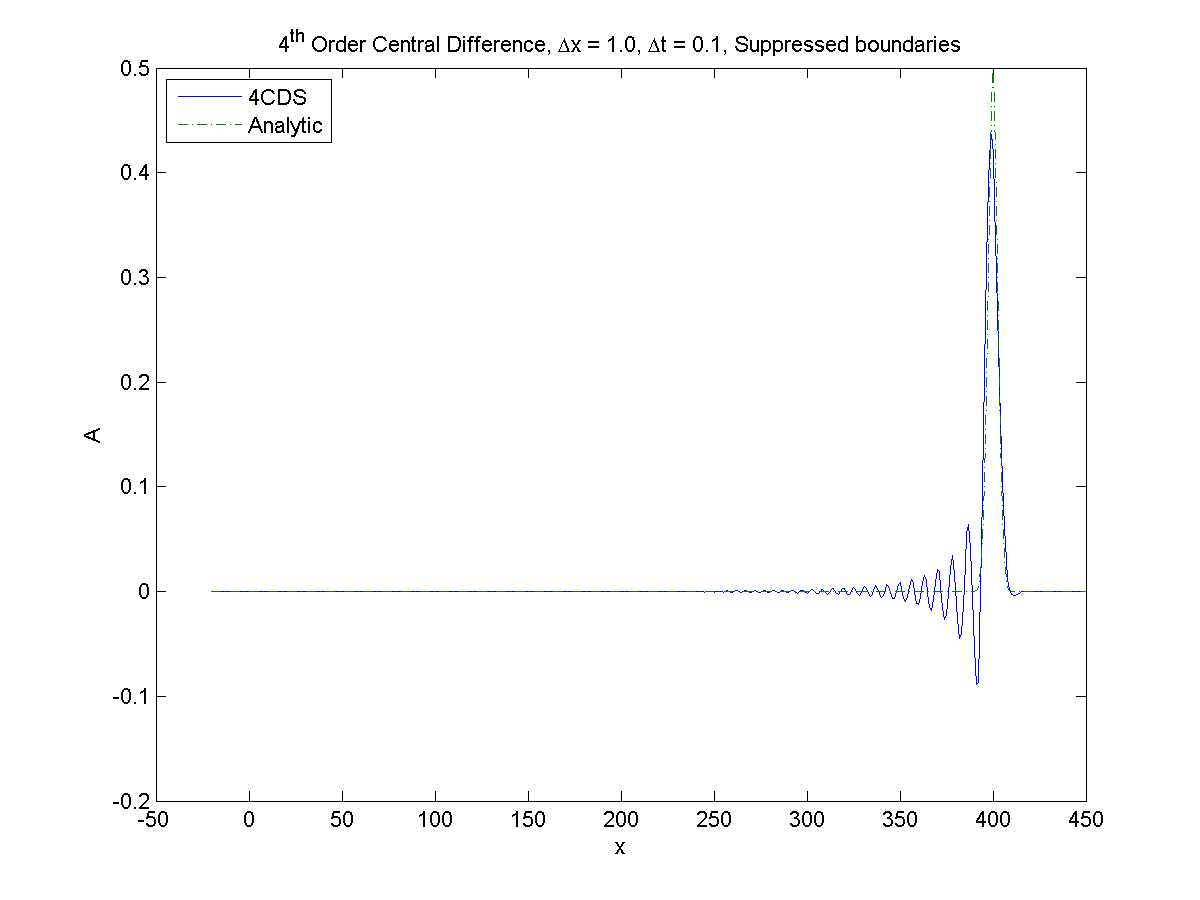 4th Order Central Difference, Δx = 1.0, Δt = 0.1, Suppressed boundaries
4CDS
Analytic
0.5
0.4
0.3
0.2
0.1
0
-0.1
-0.2
A
-50 0 50 100 150 200 250 300 350 400 450
x